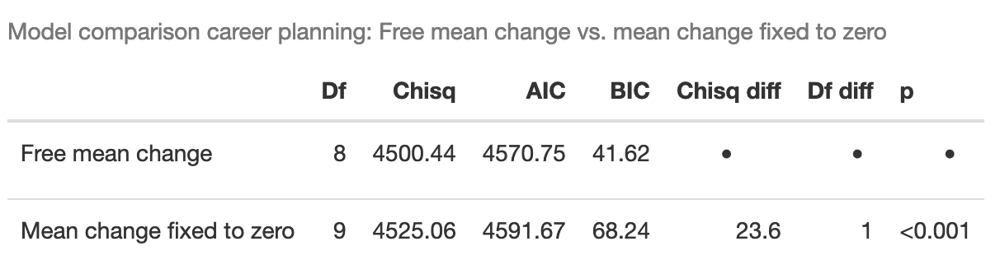 Model comparison career planning: Free mean change vs. mean change fixed to zero
Df Chisq AIC BIC Chisq diff Df diff p
Free mean change 8 4500.44 4570.75 41.62 • • •
Mean change fixed to zero 9 4525.06 4591.67 68.24 23.6 1 <0.001